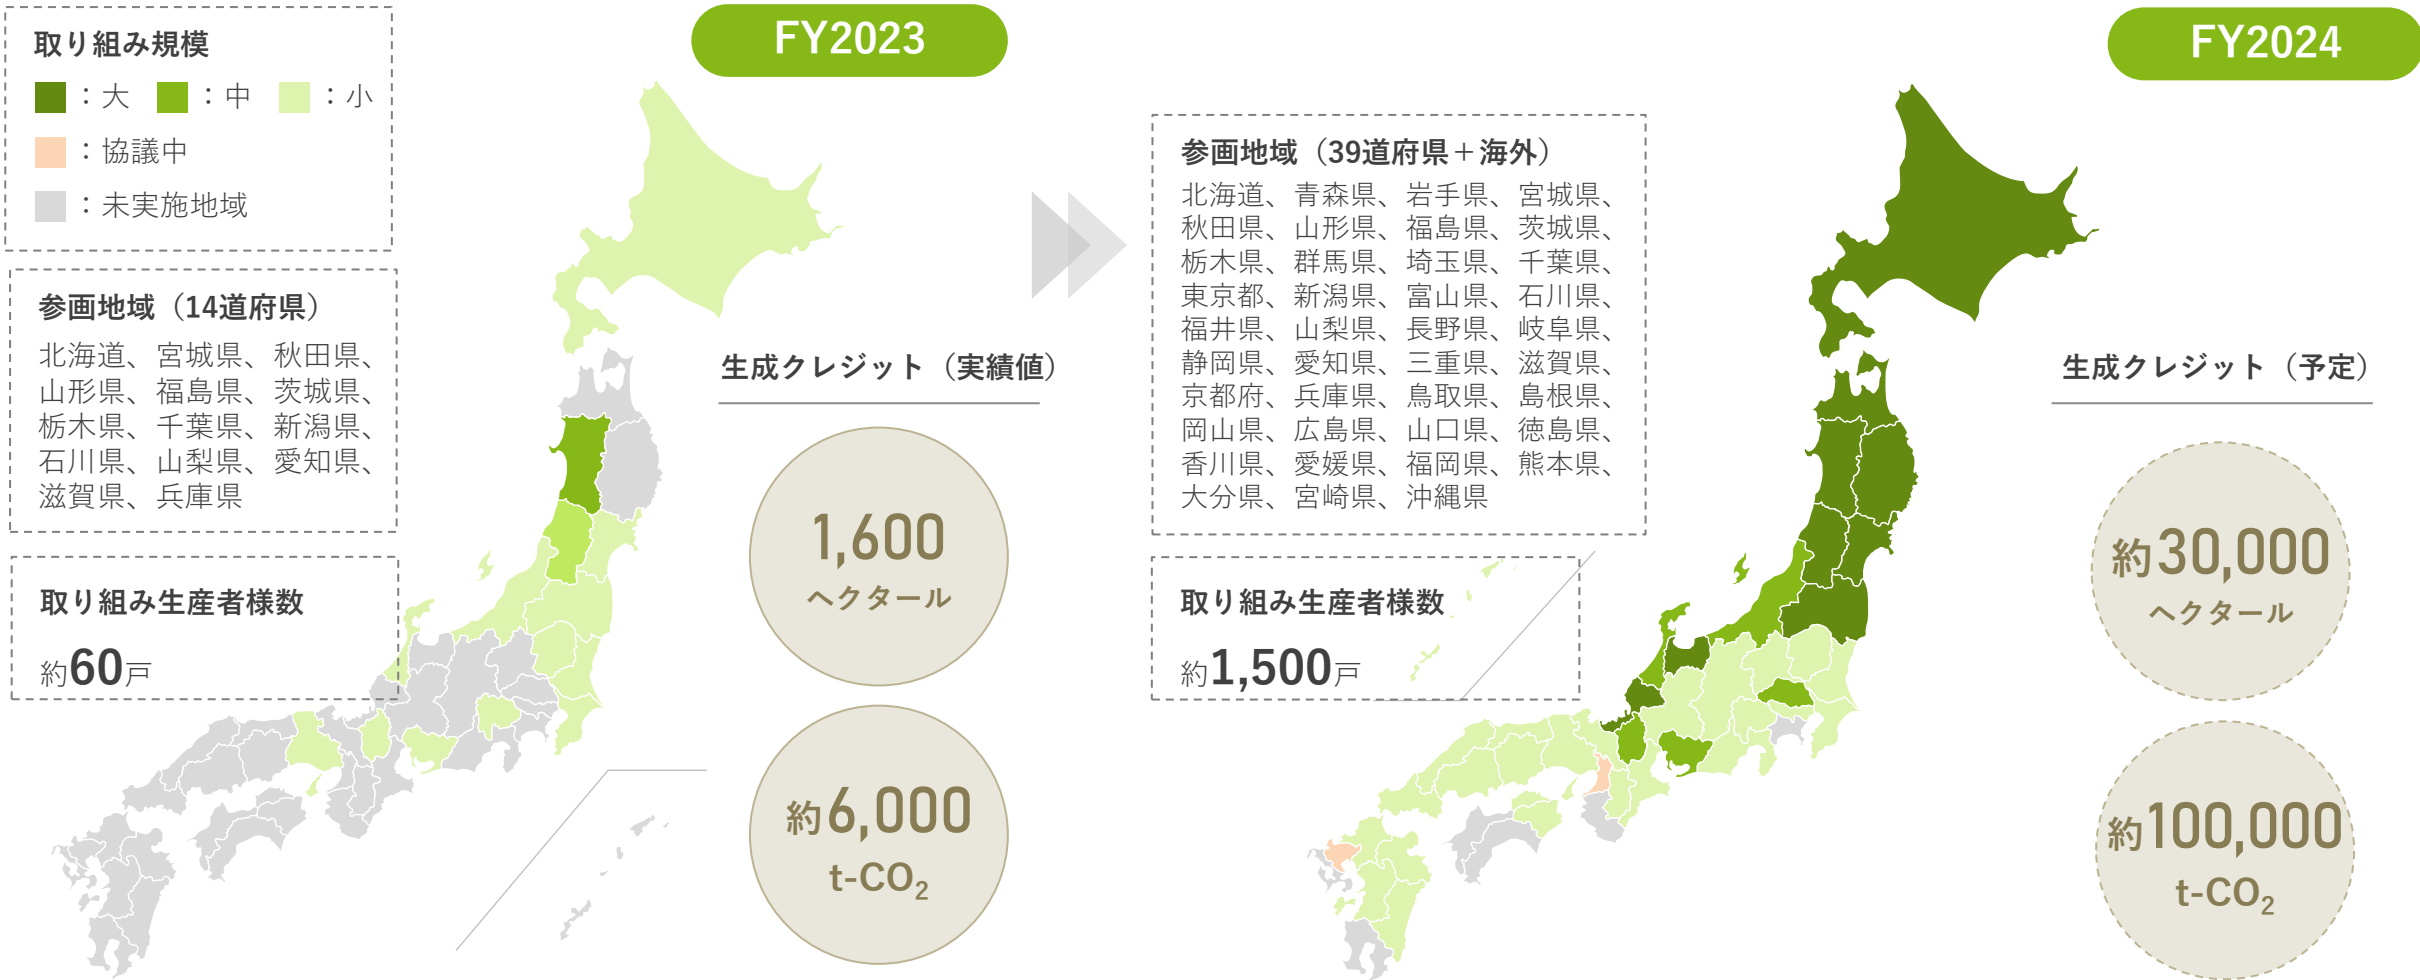 取り組み規模
：大 ：中 ：小
：協議中
：未実施地域
参画地域（14道府県）
北海道、宮城県、秋田県、
山形県、福島県、茨城県、
栃木県、千葉県、新潟県、
石川県、山梨県、愛知県、
滋賀県、兵庫県
取り組み生産者様数
約60戸
FY2023
生成クレジット（実績値）
1,600
ヘクタール
約6,000
t-CO₂
参画地域（39道府県＋海外）
北海道、青森県、岩手県、宮城県、
秋田県、山形県、福島県、茨城県、
栃木県、群馬県、埼玉県、千葉県、
東京都、新潟県、富山県、石川県、
福井県、山梨県、長野県、岐阜県、
静岡県、愛知県、三重県、滋賀県、
京都府、兵庫県、鳥取県、島根県、
岡山県、広島県、山口県、徳島県、
香川県、愛媛県、福岡県、熊本県、
大分県、宮崎県、沖縄県
取り組み生産者様数
約1,500戸
FY2024
生成クレジット（予定）
約30,000
ヘクタール
約100,000
t-CO₂